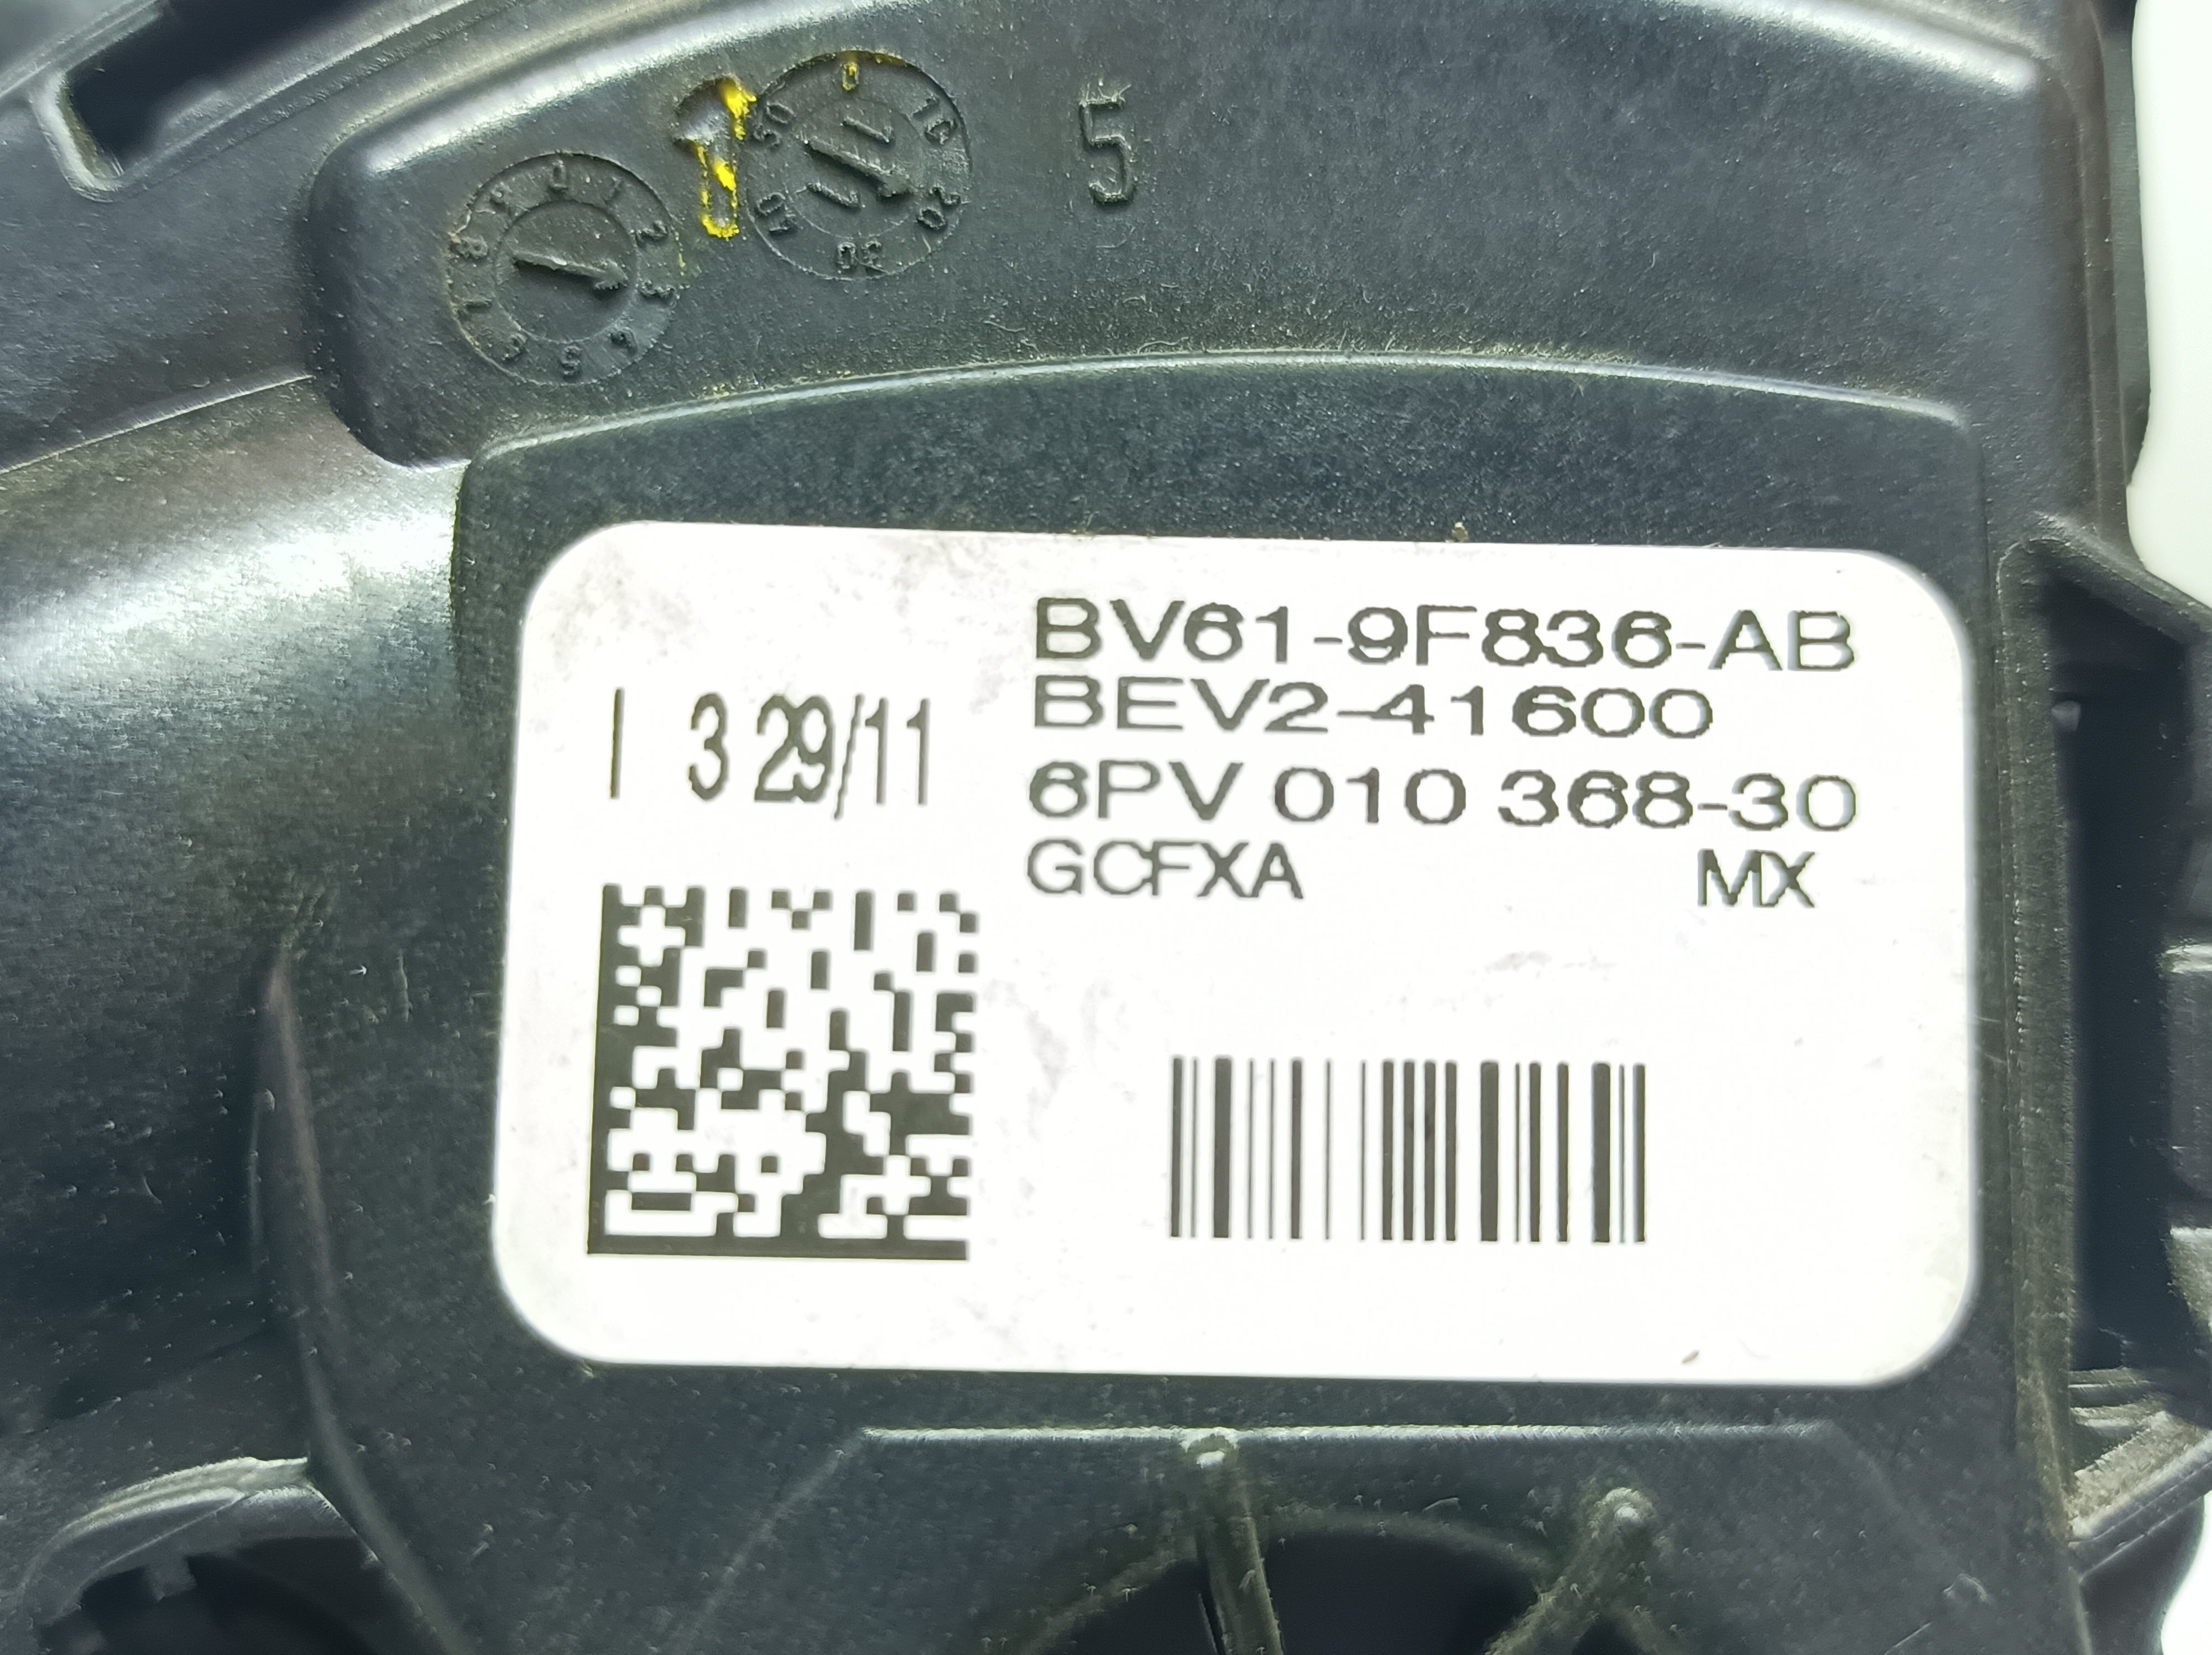 5
BV61-9F836-AB
BEV2-41600
I 3 29/11
6PV 010 368-30
GCFXA MX